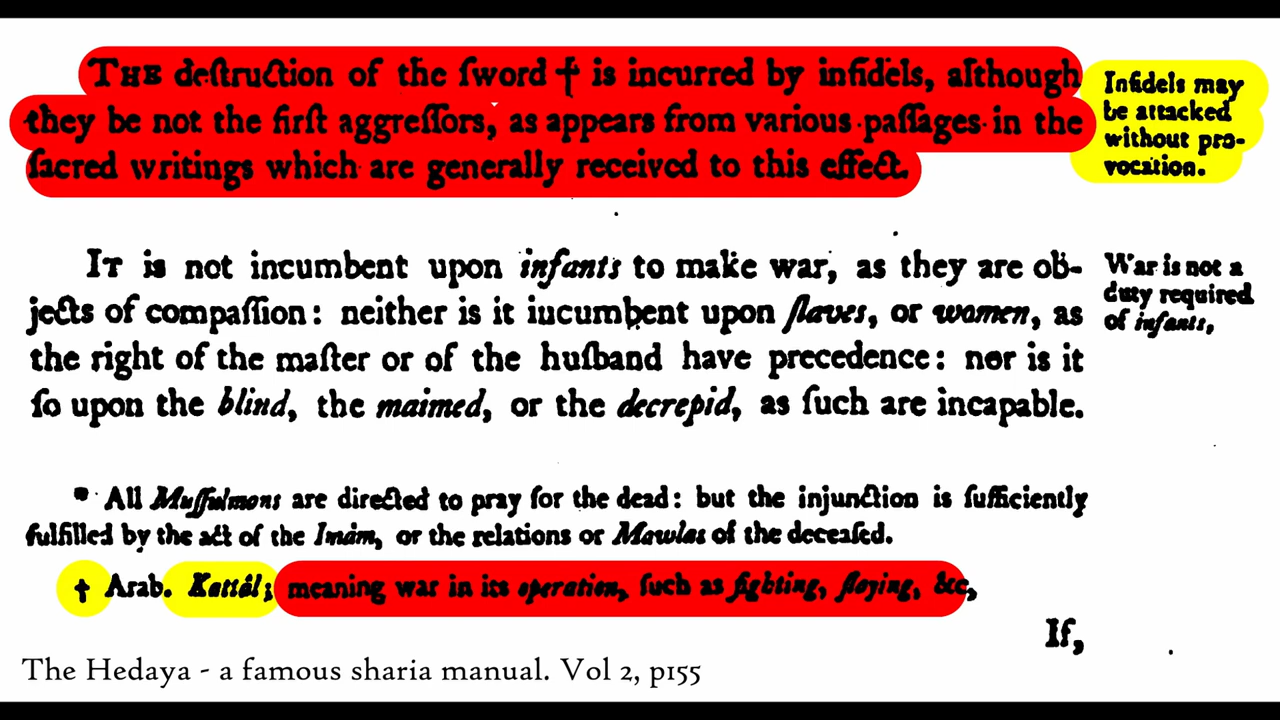 THE deſtruction of the ſword † is incurred by infidels, although
they be not the firſt aggreſſors, as appears from various paſſages in the
ſacred writings which are generally received to this effect.
Infidels may
be attacked
without pro-
vocation.
IT is not incumbent upon infants to make war, as they are ob-
jects of compaſſion: neither is it iucumbent upon ſlaves, or women, as
the right of the maſter or of the huſband have precedence: nor is it
ſo upon the blind, the maimed, or the decrepid, as ſuch are incapable.
War is not a
duty required
of infants,
* All Muſſulmans are directed to pray for the dead: but the injunction is ſufficiently
fulfilled by the act of the Imâm, or the relations or Mawlas of the deceaſed.
† Arab. Kattâl; meaning war in its operation, ſuch as fighting, ſlaying, &c,
If,
The Hedaya - a famous sharia manual. Vol 2, p155